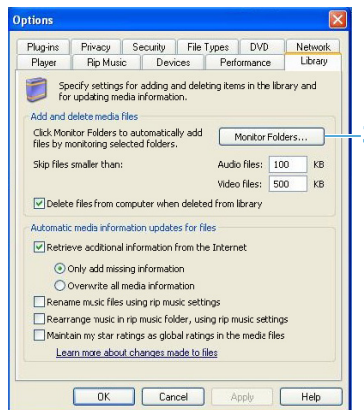 Options
Plug-ins Privacy Security File Types DVD Network
Player Rip Music Devices Performance Library
Specify settings for adding and deleting items in the library and
for updating media information.
Add and delete media files
Click Monitor Folders to automatically add
files by monitoring selected folders.
Monitor Folders...
Skip files smaller than:
Audio files: 100 KB
Video files: 500 KB
Delete files from computer when deleted from library
Automatic media information updates for files
Retrieve additional information from the Internet
Only add missing information
Overwrite all media information
Rename music files using rip music settings
Rearrange music in rip music folder, using rip music settings
Maintain my star ratings as global ratings in the media files
Learn more about changes made to files
OK Cancel Apply Help